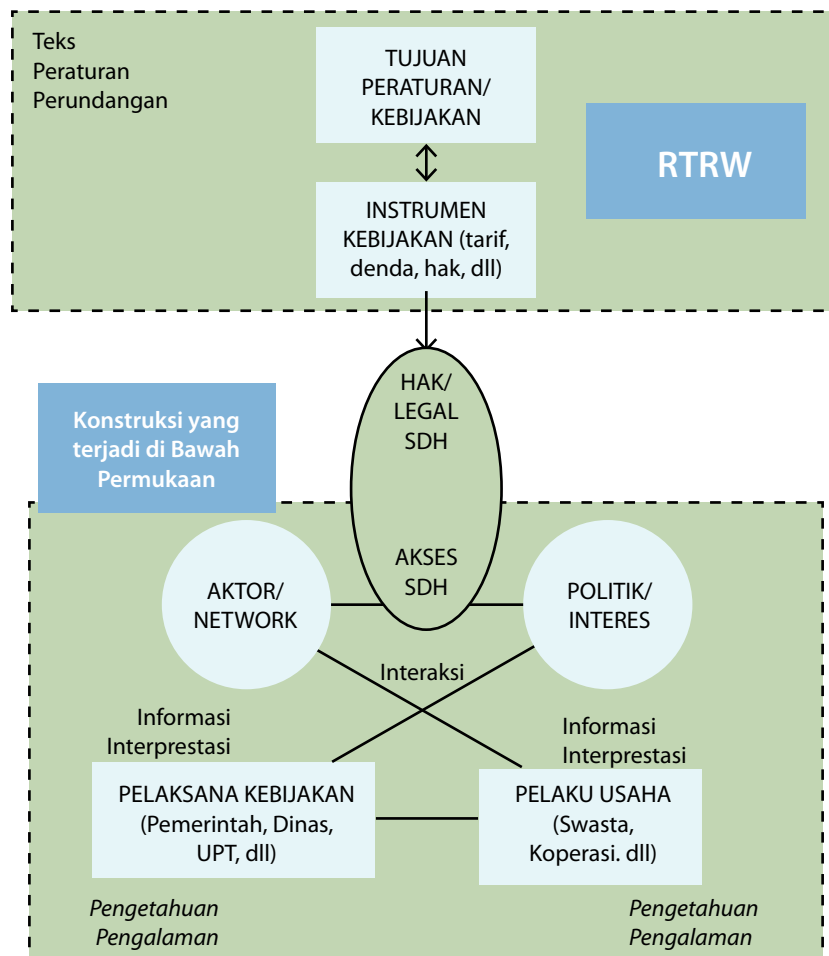 Teks
Peraturan
Perundangan
TUJUAN
PERATURAN/
KEBIJAKAN
RTRW
INSTRUMEN
KEBIJAKAN (tarif,
denda, hak, dll)
HAK/
LEGAL
SDH
Konstruksi yang
terjadi di Bawah
Permukaan
AKSES
SDH
AKTOR/
NETWORK
POLITIK/
INTERES
Interaksi
Informasi
Interprestasi
Informasi
Interprestasi
PELAKSANA KEBIJAKAN
(Pemerintah, Dinas,
UPT, dll)
PELAKU USAHA
(Swasta,
Koperasi. dll)
Pengetahuan
Pengalaman
Pengetahuan
Pengalaman